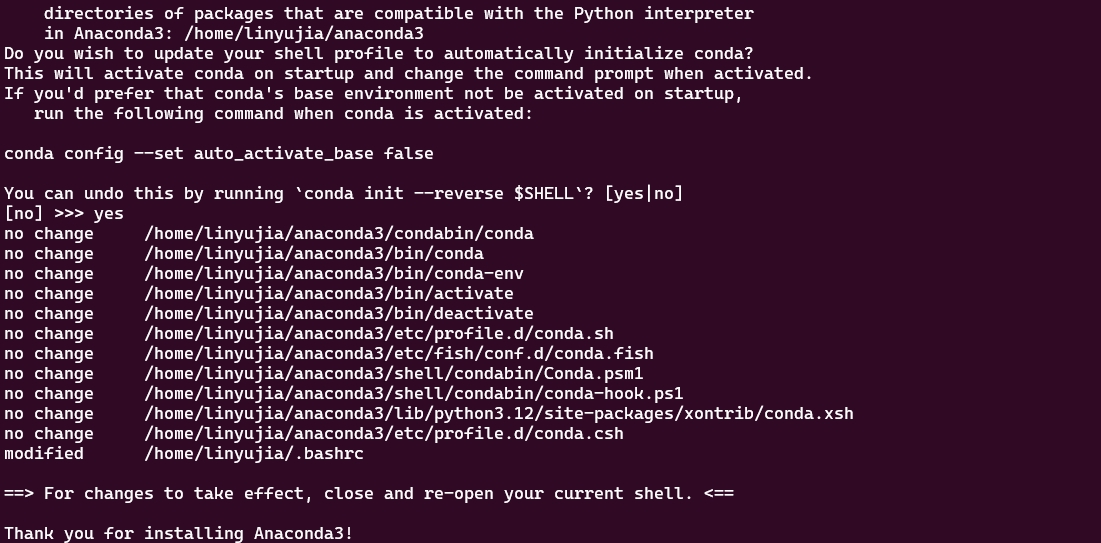 directories of packages that are compatible with the Python interpreter
in Anaconda3: /home/linyujia/anaconda3
Do you wish to update your shell profile to automatically initialize conda?
This will activate conda on startup and change the command prompt when activated.
If you'd prefer that conda's base environment not be activated on startup,
run the following command when conda is activated:
conda config --set auto_activate_base false
You can undo this by running `conda init --reverse $SHELL`? [yes|no]
[no] >>> yes
no change     /home/linyujia/anaconda3/condabin/conda
no change     /home/linyujia/anaconda3/bin/conda
no change     /home/linyujia/anaconda3/bin/conda-env
no change     /home/linyujia/anaconda3/bin/activate
no change     /home/linyujia/anaconda3/bin/deactivate
no change     /home/linyujia/anaconda3/etc/profile.d/conda.sh
no change     /home/linyujia/anaconda3/etc/fish/conf.d/conda.fish
no change     /home/linyujia/anaconda3/shell/condabin/Conda.psm1
no change     /home/linyujia/anaconda3/shell/condabin/conda-hook.ps1
no change     /home/linyujia/anaconda3/lib/python3.12/site-packages/xontrib/conda.xsh
no change     /home/linyujia/anaconda3/etc/profile.d/conda.csh
modified      /home/linyujia/.bashrc
==> For changes to take effect, close and re-open your current shell. <==
Thank you for installing Anaconda3!